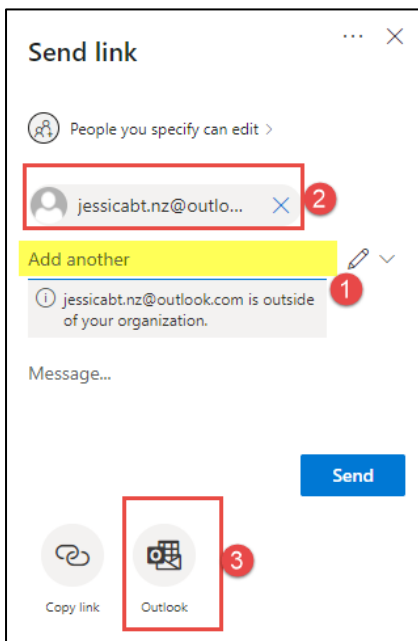 Send link
People you specify can edit >
jessicabt.nz@outlo...
2
Add another
1
jessicabt.nz@outlook.com is outside
of your organization.
Message...
Send
3
Copy link
Outlook